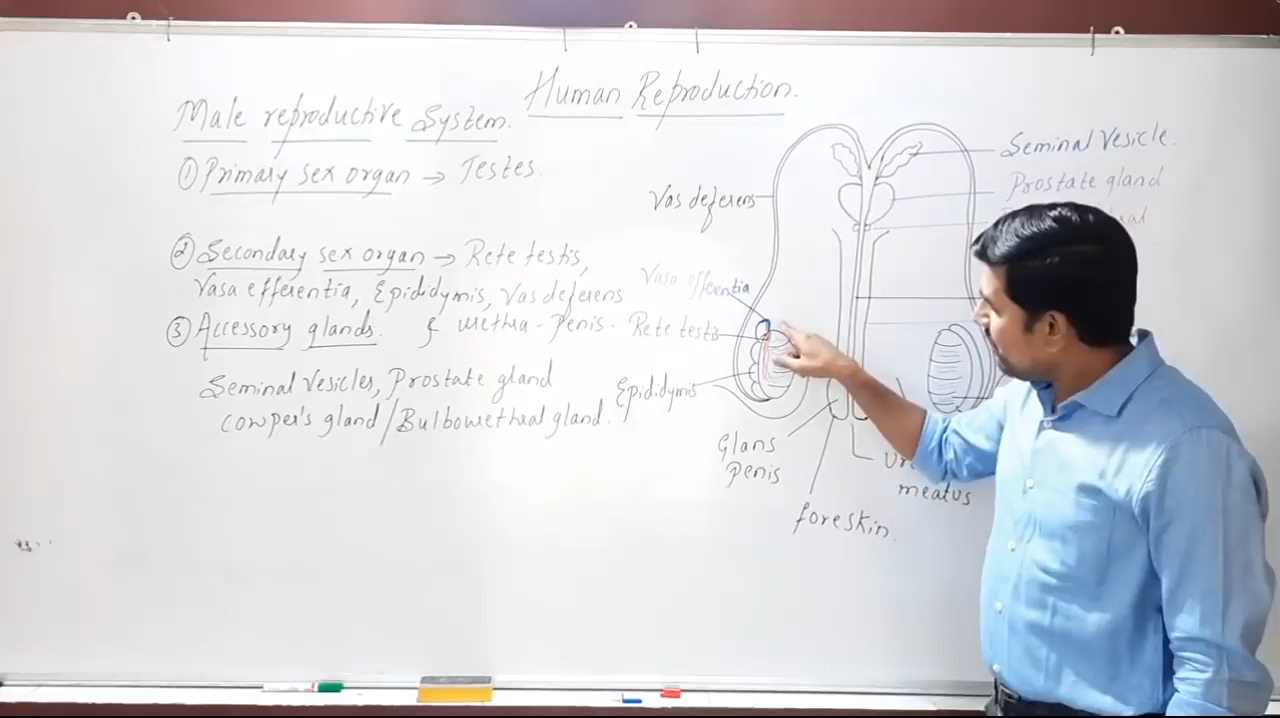 Human Reproduction.
Male reproductive System.
① Primary sex organ → Testes.
② Secondary sex organ → Rete testis,
Vasa efferentia, Epididymis, Vas deferens
& urethra - Penis.
③ Accessory glands.
Seminal Vesicles, Prostate gland
Cowper's gland/Bulbourethral gland.
Seminal Vesicle.
Prostate gland
Vas deferens
Vasa efferentia
Rete testis
Epididymis
Glans
Penis
meatus
foreskin.